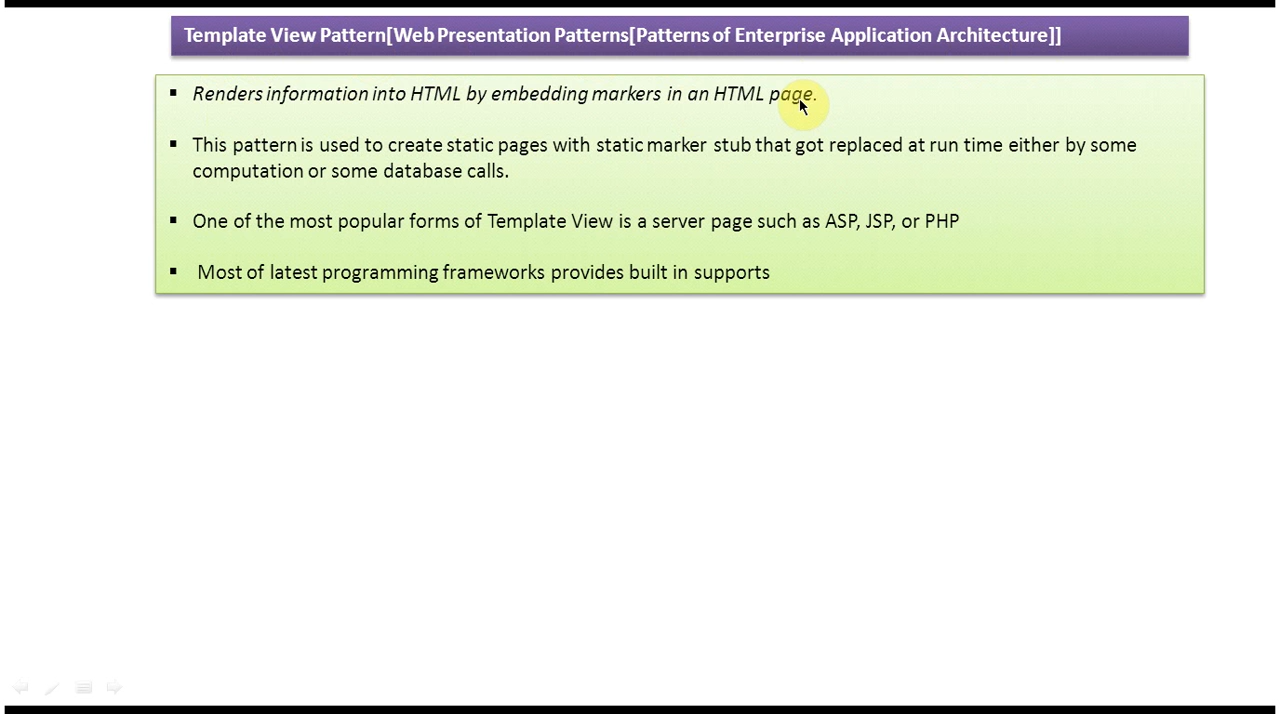 Template View Pattern[Web Presentation Patterns[Patterns of Enterprise Application Architecture]]
▪ Renders information into HTML by embedding markers in an HTML page.
▪ This pattern is used to create static pages with static marker stub that got replaced at run time either by some
computation or some database calls.
▪ One of the most popular forms of Template View is a server page such as ASP, JSP, or PHP
▪ Most of latest programming frameworks provides built in supports